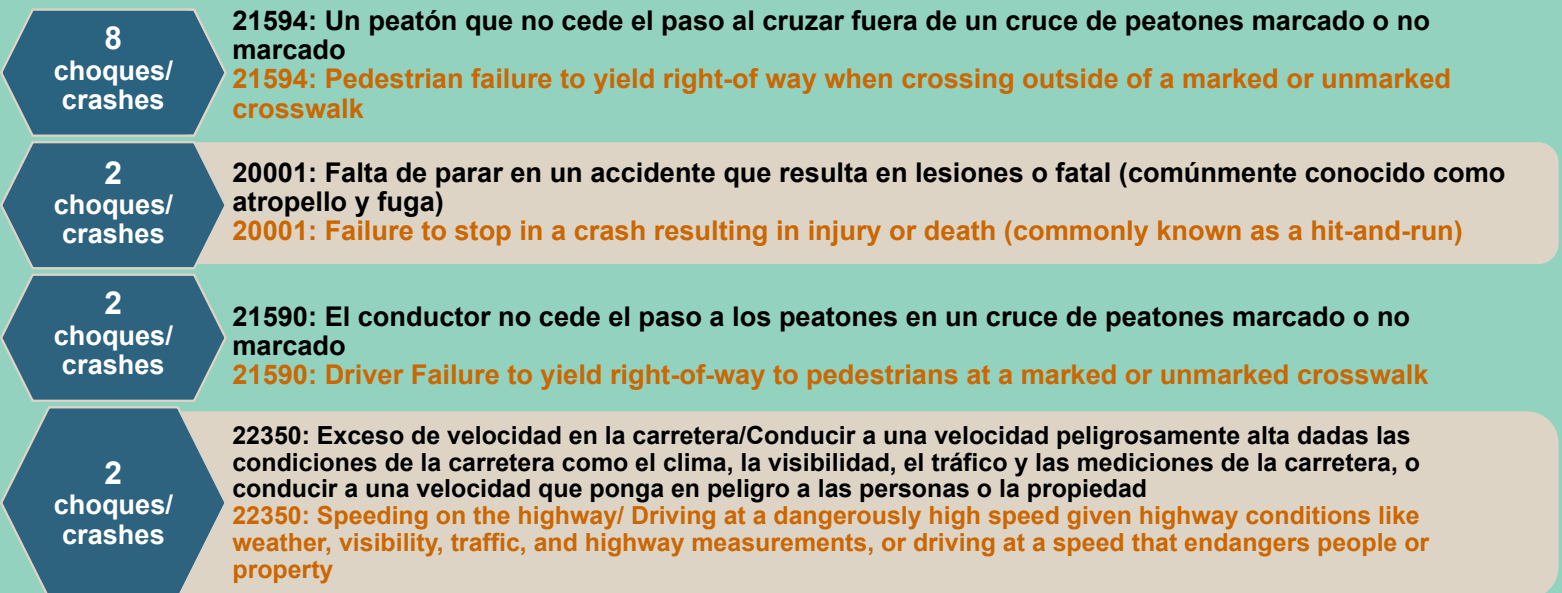 8
choques/
crashes
21594: Un peatón que no cede el paso al cruzar fuera de un cruce de peatones marcado o no
marcado
21594: Pedestrian failure to yield right-of way when crossing outside of a marked or unmarked
crosswalk
2
choques/
crashes
20001: Falta de parar en un accidente que resulta en lesiones o fatal (comúnmente conocido como
atropello y fuga)
20001: Failure to stop in a crash resulting in injury or death (commonly known as a hit-and-run)
2
choques/
crashes
21590: El conductor no cede el paso a los peatones en un cruce de peatones marcado o no
marcado
21590: Driver Failure to yield right-of-way to pedestrians at a marked or unmarked crosswalk
2
choques/
crashes
22350: Exceso de velocidad en la carretera/Conducir a una velocidad peligrosamente alta dadas las
condiciones de la carretera como el clima, la visibilidad, el tráfico y las mediciones de la carretera, o
conducir a una velocidad que ponga en peligro a las personas o la propiedad
22350: Speeding on the highway/ Driving at a dangerously high speed given highway conditions like
weather, visibility, traffic, and highway measurements, or driving at a speed that endangers people or
property